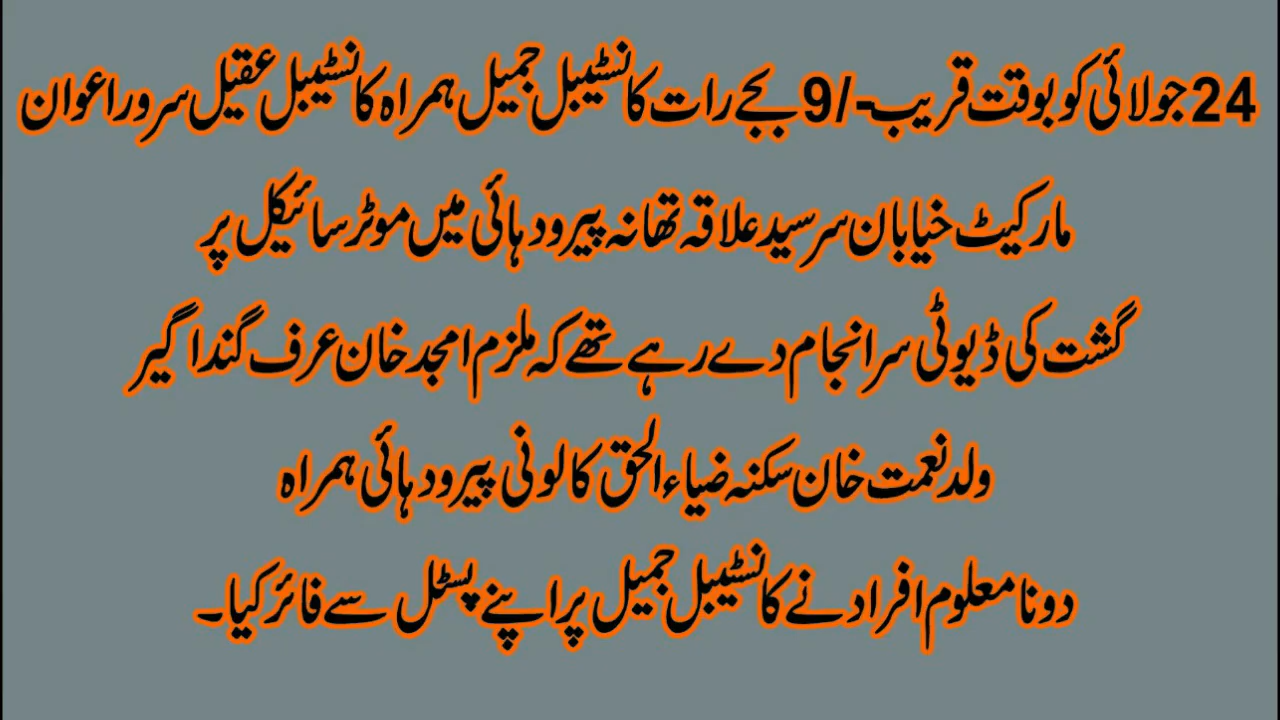 24 جولائی کو بوقت قریب -/9 بجے رات کانسٹیبل جمیل ہمراہ کانسٹیبل عقیل سرور اعوان
مارکیٹ خیابان سرسید علاقہ تھانہ پیرودہائی میں موٹر سائیکل پر
گشت کی ڈیوٹی سرانجام دے رہے تھے کہ ملزم امجد خان عرف گنداگیر
ولد نعمت خان سکنہ ضیاء الحق کالونی پیرودہائی ہمراہ
دو نامعلوم افراد نے کانسٹیبل جمیل پر اپنے پسٹل سے فائر کیا۔